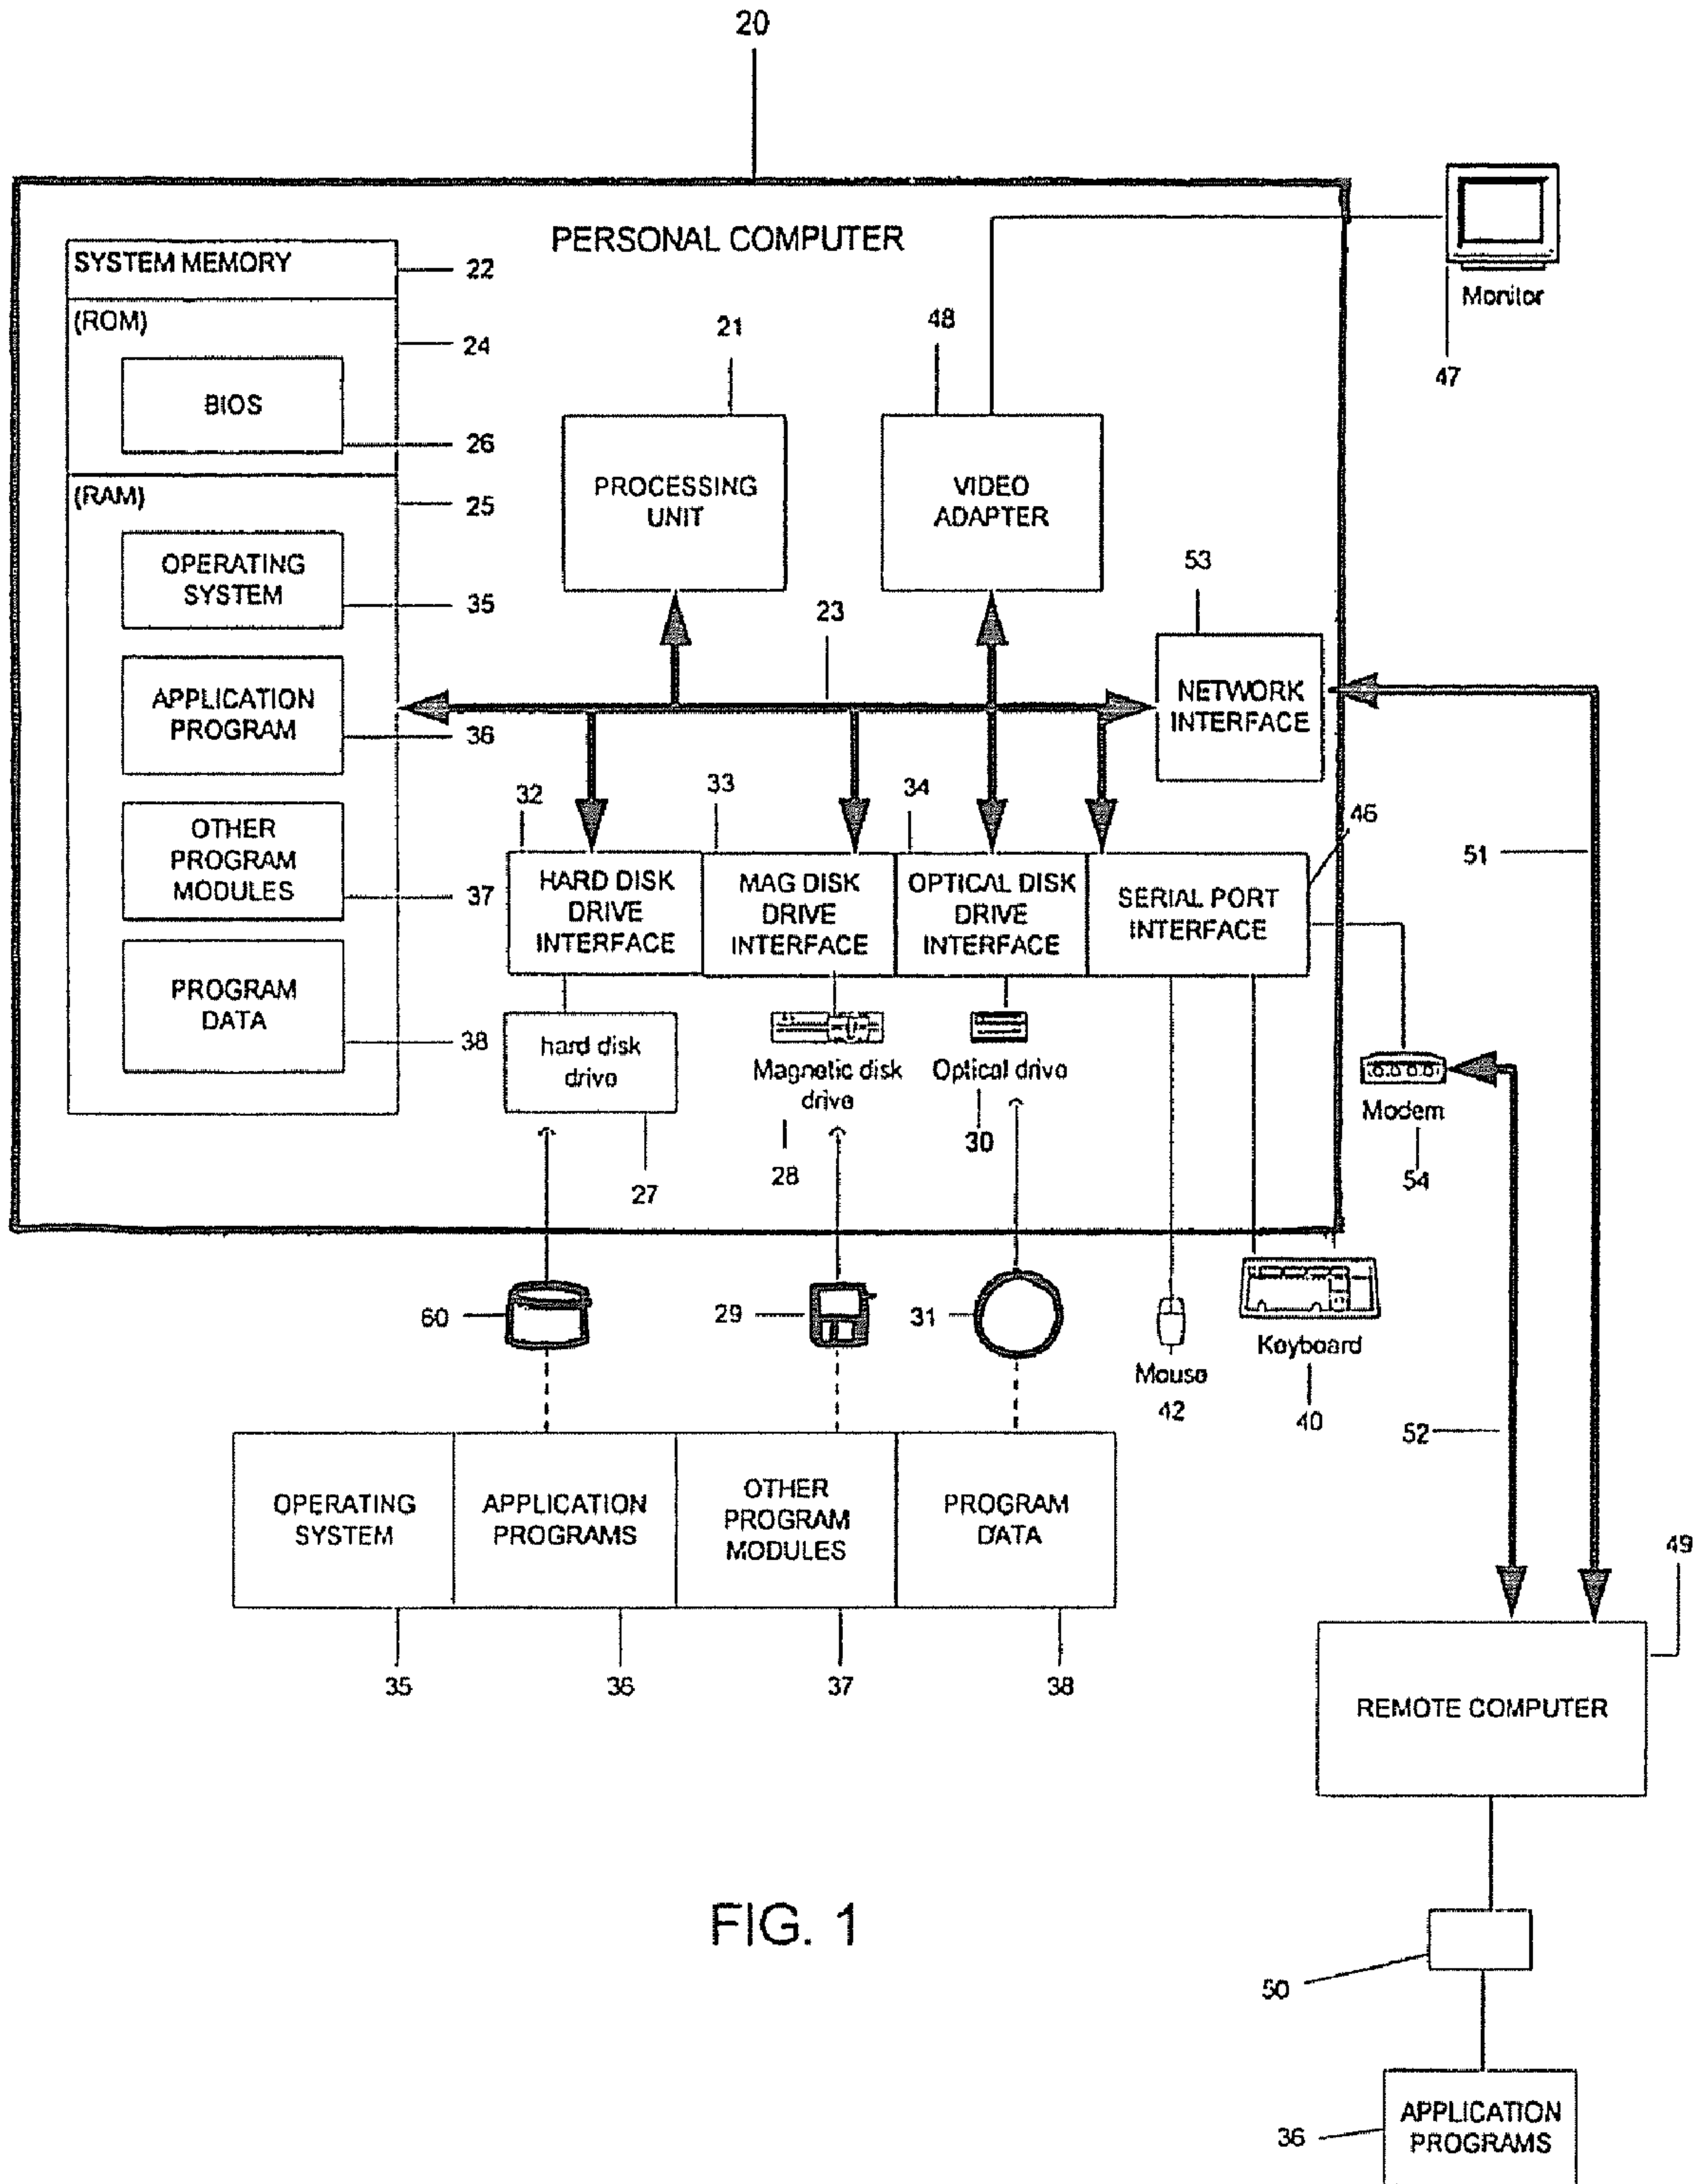 20
PERSONAL COMPUTER
SYSTEM MEMORY
22
(ROM)
24
BIOS
26
(RAM)
25
OPERATING
SYSTEM
35
APPLICATION
PROGRAM
36
OTHER
PROGRAM
MODULES
37
PROGRAM
DATA
38
21
PROCESSING
UNIT
48
VIDEO
ADAPTER
Monitor
47
23
53
NETWORK
INTERFACE
32
HARD DISK
DRIVE
INTERFACE
33
MAG DISK
DRIVE
INTERFACE
34
OPTICAL DISK
DRIVE
INTERFACE
46
SERIAL PORT
INTERFACE
51
hard disk
drive
27
Magnetic disk
drive
28
Optical drive
30
Modem
54
60
29
31
Mouse
42
Keyboard
40
52
OPERATING
SYSTEM
APPLICATION
PROGRAMS
OTHER
PROGRAM
MODULES
PROGRAM
DATA
35
36
37
38
49
REMOTE COMPUTER
FIG. 1
50
36
APPLICATION
PROGRAMS